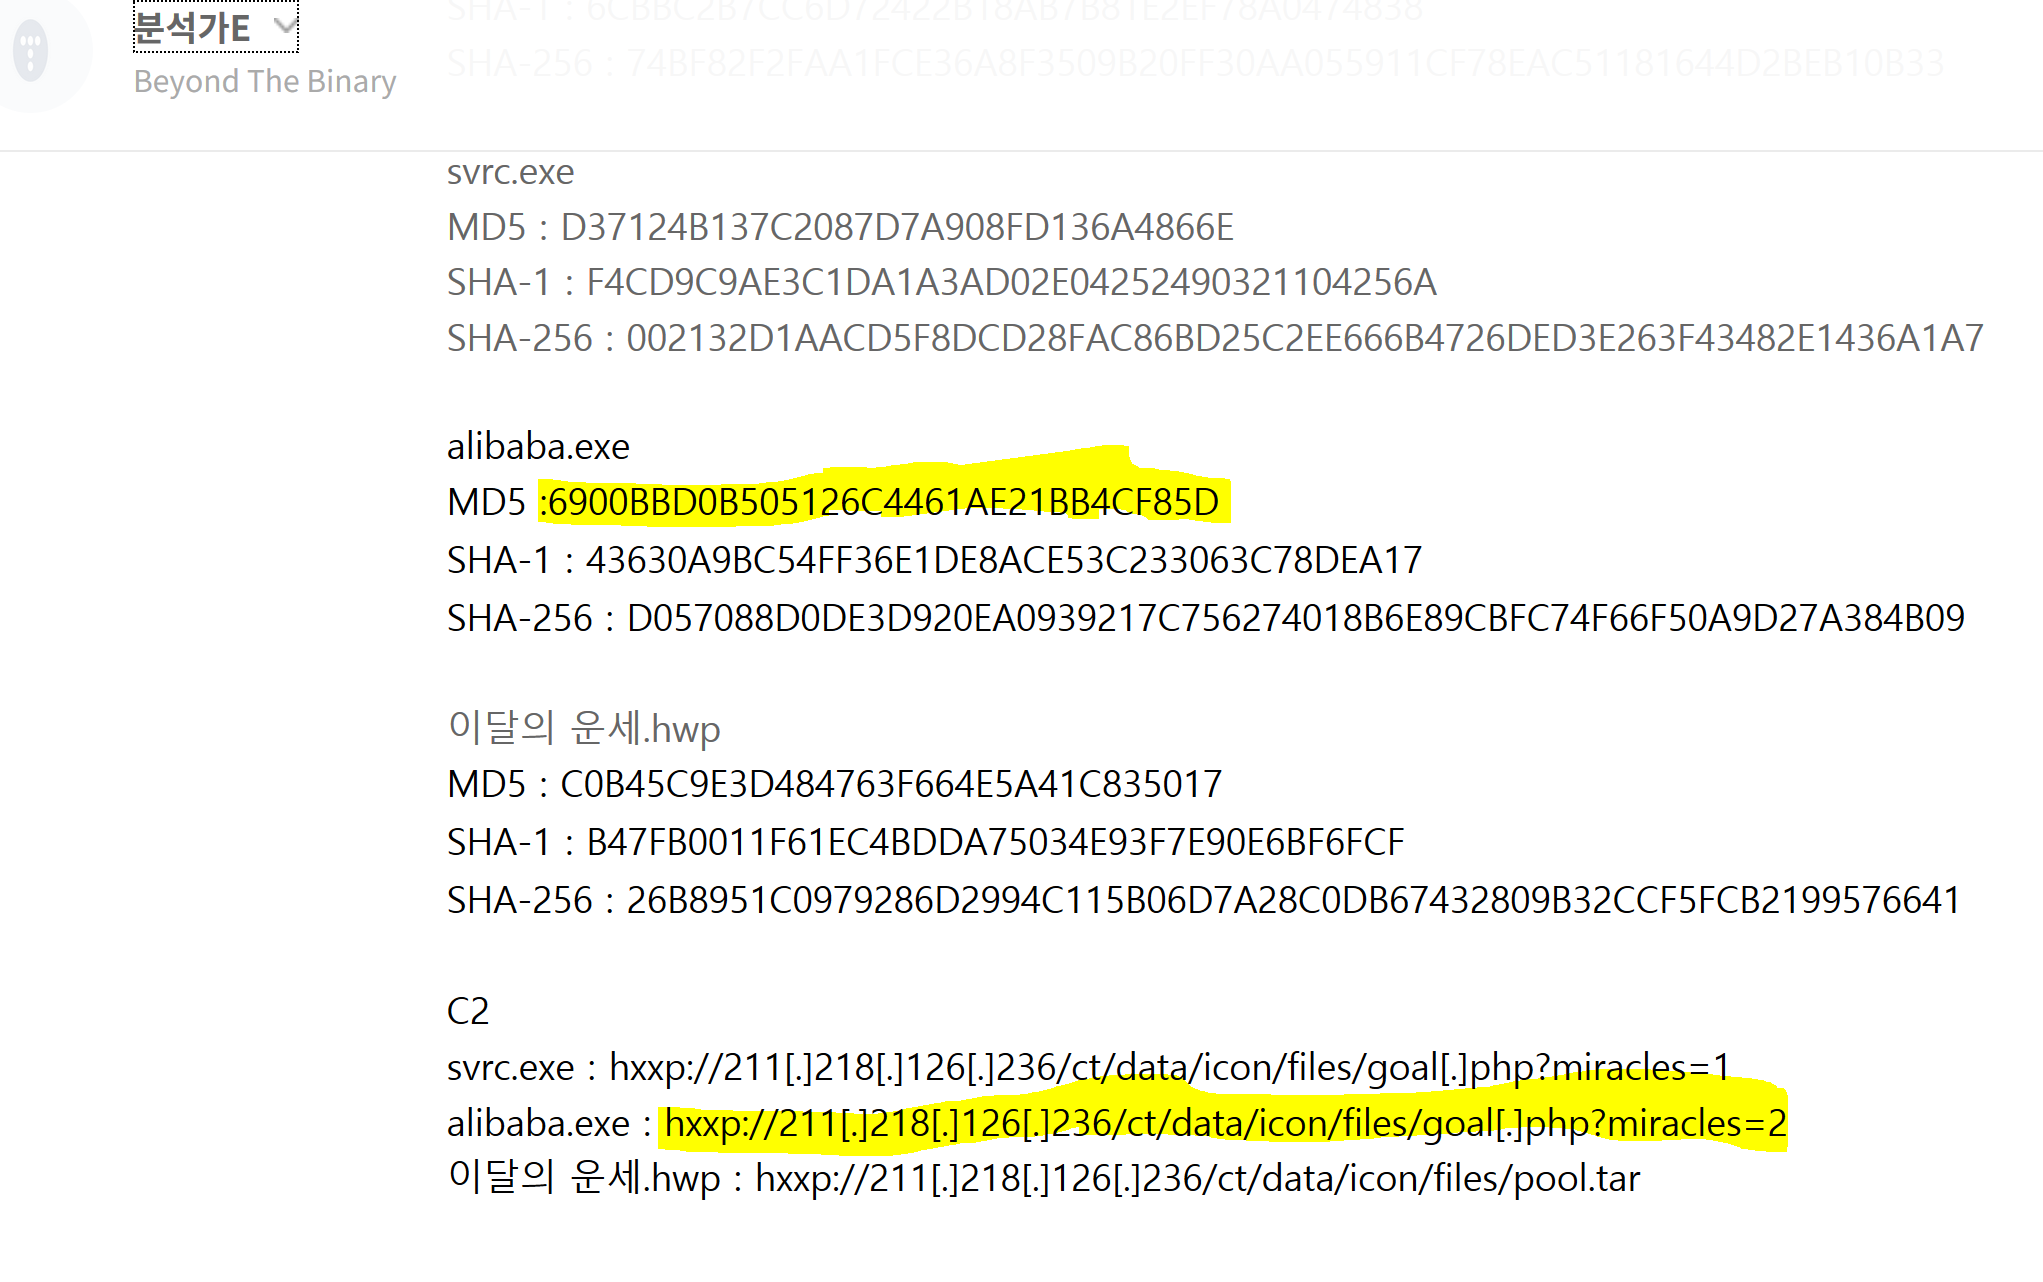 분석가E
Beyond The Binary
SHA-256 : 74BF82F2FAA1FCE36A8F3509B20FF30AA055911CF78EAC51181644D2BEB10B33
svrc.exe
MD5 : D37124B137C2087D7A908FD136A4866E
SHA-1 : F4CD9C9AE3C1DA1A3AD02E04252490321104256A
SHA-256 : 002132D1AACD5F8DCD28FAC86BD25C2EE666B4726DED3E263F43482E1436A1A7
alibaba.exe
MD5 :6900BBD0B505126C4461AE21BB4CF85D
SHA-1 : 43630A9BC54FF36E1DE8ACE53C233063C78DEA17
SHA-256 : D057088D0DE3D920EA0939217C756274018B6E89CBFC74F66F50A9D27A384B09
이달의 운세.hwp
MD5 : C0B45C9E3D484763F664E5A41C835017
SHA-1 : B47FB0011F61EC4BDDA75034E93F7E90E6BF6FCF
SHA-256 : 26B8951C0979286D2994C115B06D7A28C0DB67432809B32CCF5FCB2199576641
C2
svrc.exe : hxxp://211[.]218[.]126[.]236/ct/data/icon/files/goal[.]php?miracles=1
alibaba.exe : hxxp://211[.]218[.]126[.]236/ct/data/icon/files/goal[.]php?miracles=2
이달의 운세.hwp : hxxp://211[.]218[.]126[.]236/ct/data/icon/files/pool.tar